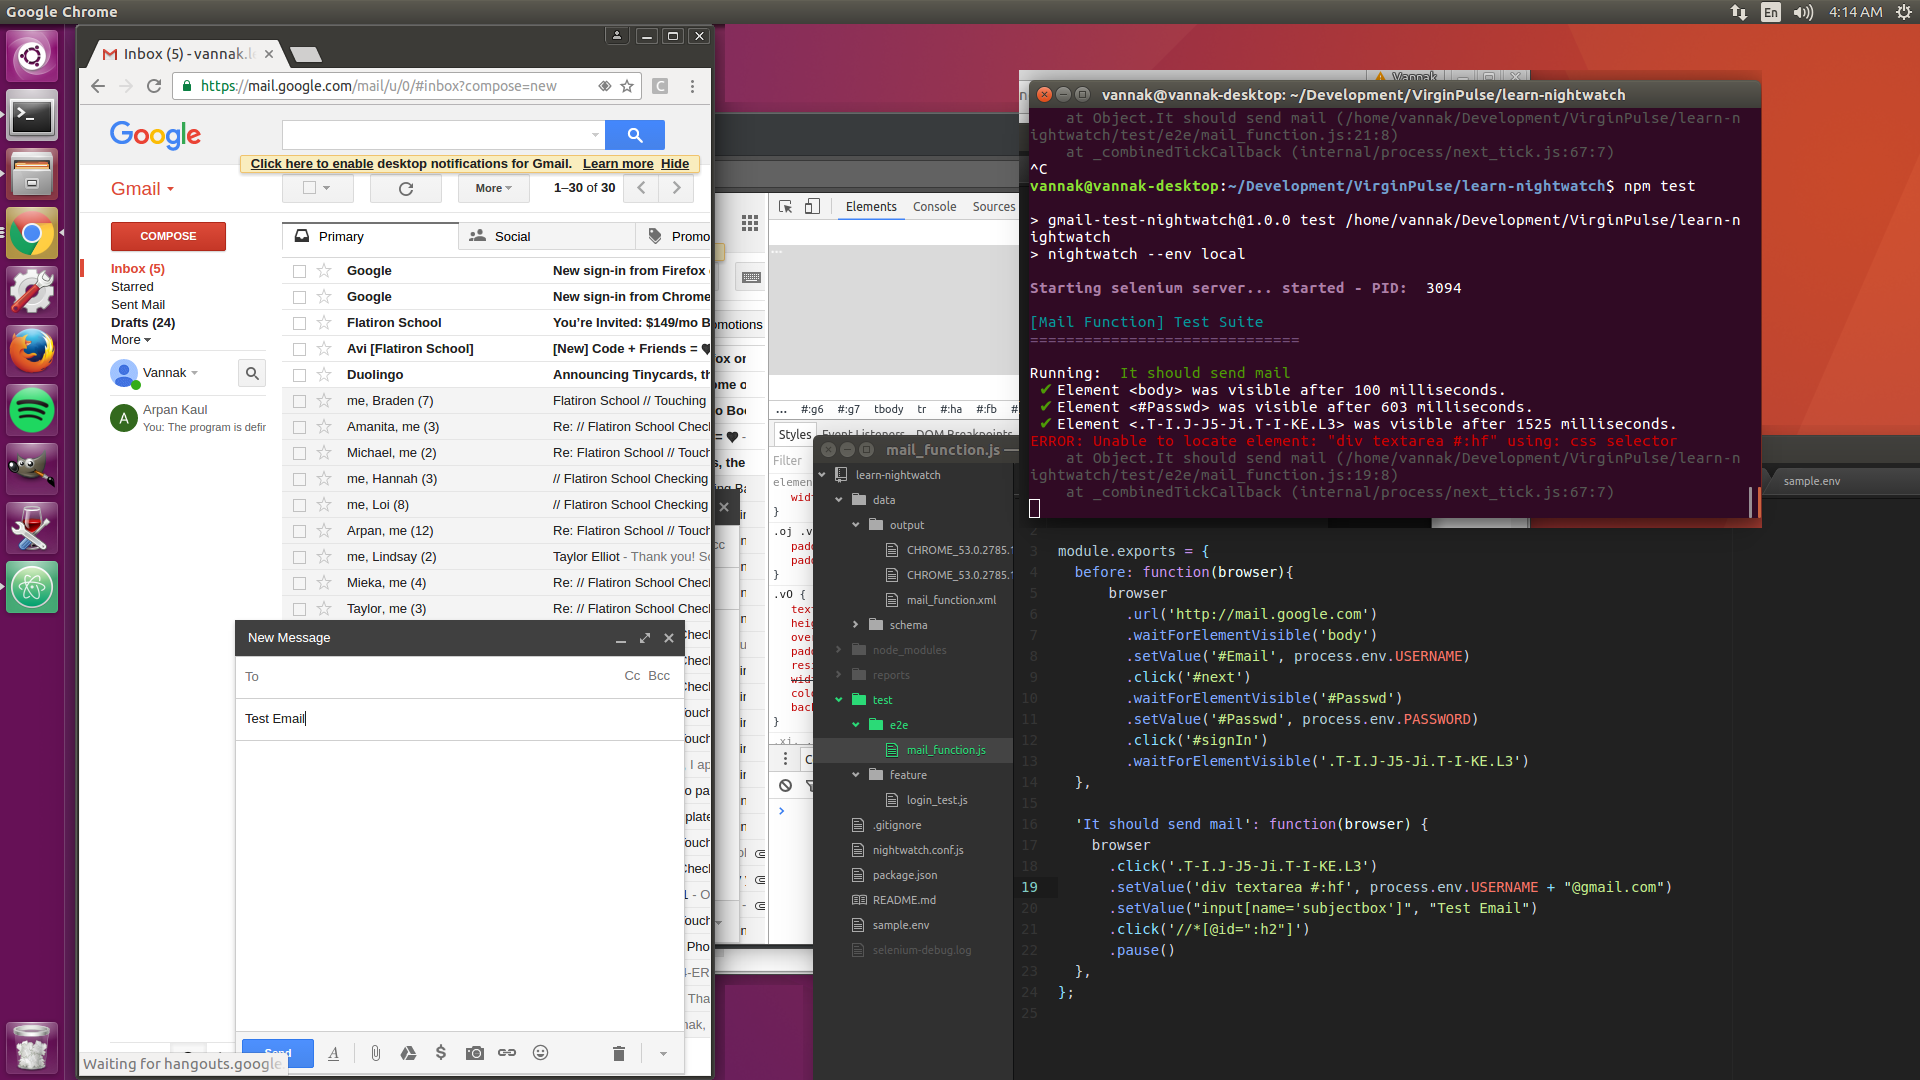 Google Chrome
En
4:14 AM
Inbox (5) - vannak.l
https://mail.google.com/mail/u/0/#inbox?compose=new
Google
Click here to enable desktop notifications for Gmail. Learn more Hide
Gmail
More
1–30 of 30
COMPOSE
Inbox (5)
Starred
Sent Mail
Drafts (24)
More
Vannak
Arpan Kaul
You: The program is defir
Primary
Social
Promo
Google New sign-in from Firefox
Google New sign-in from Chrome
Flatiron School You're Invited: $149/mo B
Avi [Flatiron School] [New] Code + Friends = ♥
Duolingo Announcing Tinycards, th
me, Braden (7) Flatiron School // Touching
Amanita, me (3) Re: // Flatiron School Check
Michael, me (2) Re: // Flatiron School Check
me, Hannah (3) // Flatiron School Checking
me, Loi (8) // Flatiron School Checking
Arpan, me (12) Re: Flatiron School // Touch
me, Lindsay (2) Taylor Elliot - Thank you! Sc
Mieka, me (4) Re: // Flatiron School Check
Taylor, me (3) Re: // Flatiron School Check
New Message
To
Cc Bcc
Test Email
Send
Waiting for hangouts.google
Elements Console Sources
... #:g6 #:g7 tbody tr #:ha #:fb #:
Styles Event Listeners DOM Breakpoints
Filter
Vannak
vannak@vannak-desktop: ~/Development/VirginPulse/learn-nightwatch
at Object.It should send mail (/home/vannak/Development/VirginPulse/learn-n
ightwatch/test/e2e/mail_function.js:21:8)
at _combinedTickCallback (internal/process/next_tick.js:67:7)
^C
vannak@vannak-desktop:~/Development/VirginPulse/learn-nightwatch$ npm test
> gmail-test-nightwatch@1.0.0 test /home/vannak/Development/VirginPulse/learn-n
ightwatch
> nightwatch --env local
Starting selenium server... started - PID: 3094
[Mail Function] Test Suite
==============================
Running: It should send mail
✔ Element <body> was visible after 100 milliseconds.
✔ Element <#Passwd> was visible after 603 milliseconds.
✔ Element <.T-I.J-J5-Ji.T-I-KE.L3> was visible after 1525 milliseconds.
ERROR: Unable to locate element: "div textarea #:hf" using: css selector
at Object.It should send mail (/home/vannak/Development/VirginPulse/learn-n
ightwatch/test/e2e/mail_function.js:19:8)
at _combinedTickCallback (internal/process/next_tick.js:67:7)
mail_function.js —
sample.env
learn-nightwatch
data
output
CHROME_53.0.2785.1
CHROME_53.0.2785.1
mail_function.xml
schema
node_modules
reports
test
e2e
mail_function.js
feature
login_test.js
.gitignore
nightwatch.conf.js
package.json
README.md
sample.env
selenium-debug.log
2
3 module.exports = {
4 before: function(browser){
5 browser
6 .url('http://mail.google.com')
7 .waitForElementVisible('body')
8 .setValue('#Email', process.env.USERNAME)
9 .click('#next')
10 .waitForElementVisible('#Passwd')
11 .setValue('#Passwd', process.env.PASSWORD)
12 .click('#signIn')
13 .waitForElementVisible('.T-I.J-J5-Ji.T-I-KE.L3')
14 },
15
16 'It should send mail': function(browser) {
17 browser
18 .click('.T-I.J-J5-Ji.T-I-KE.L3')
19 .setValue('div textarea #:hf', process.env.USERNAME + "@gmail.com")
20 .setValue("input[name='subjectbox']", "Test Email")
21 .click('//*[@id=":h2"]')
22 .pause()
23 },
24 };
25